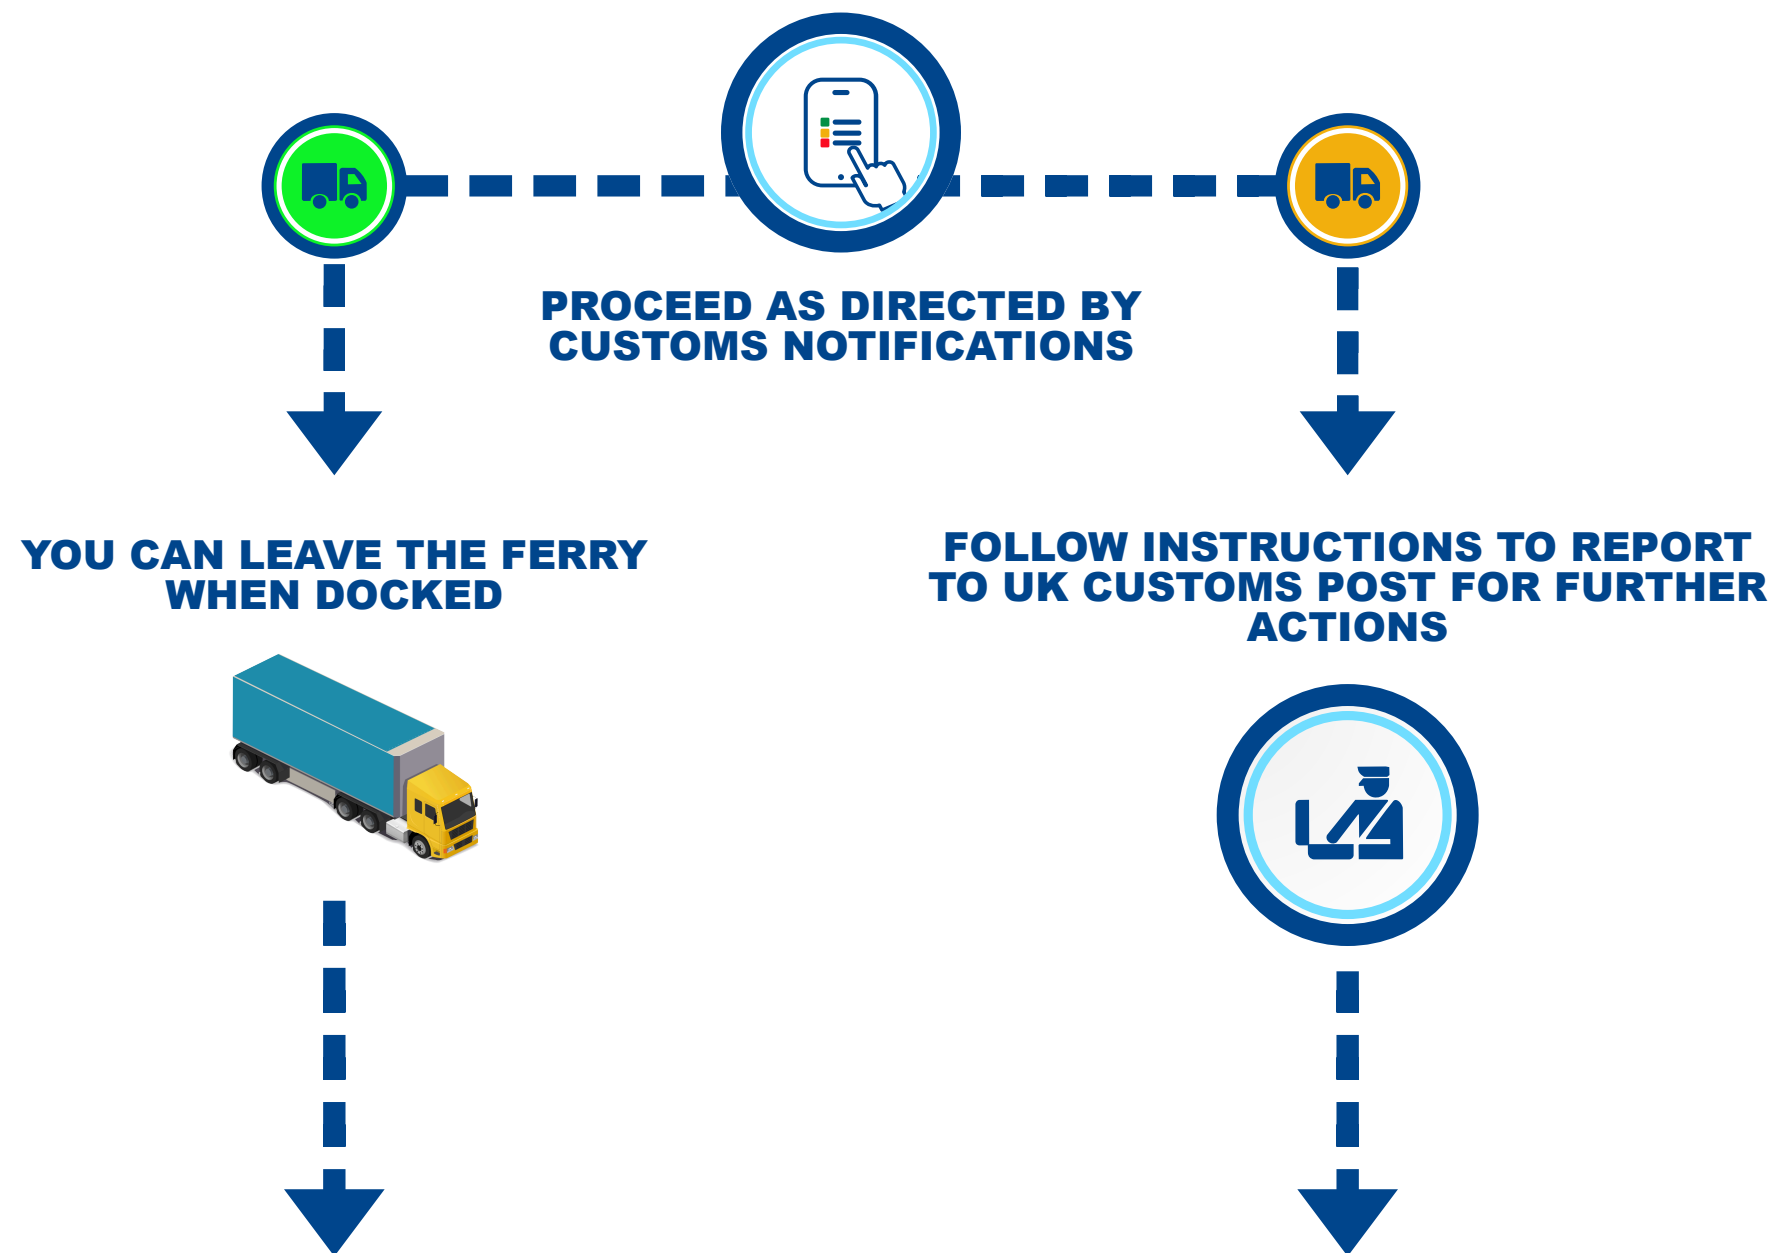 PROCEED AS DIRECTED BY
CUSTOMS NOTIFICATIONS
YOU CAN LEAVE THE FERRY
WHEN DOCKED
FOLLOW INSTRUCTIONS TO REPORT
TO UK CUSTOMS POST FOR FURTHER
ACTIONS